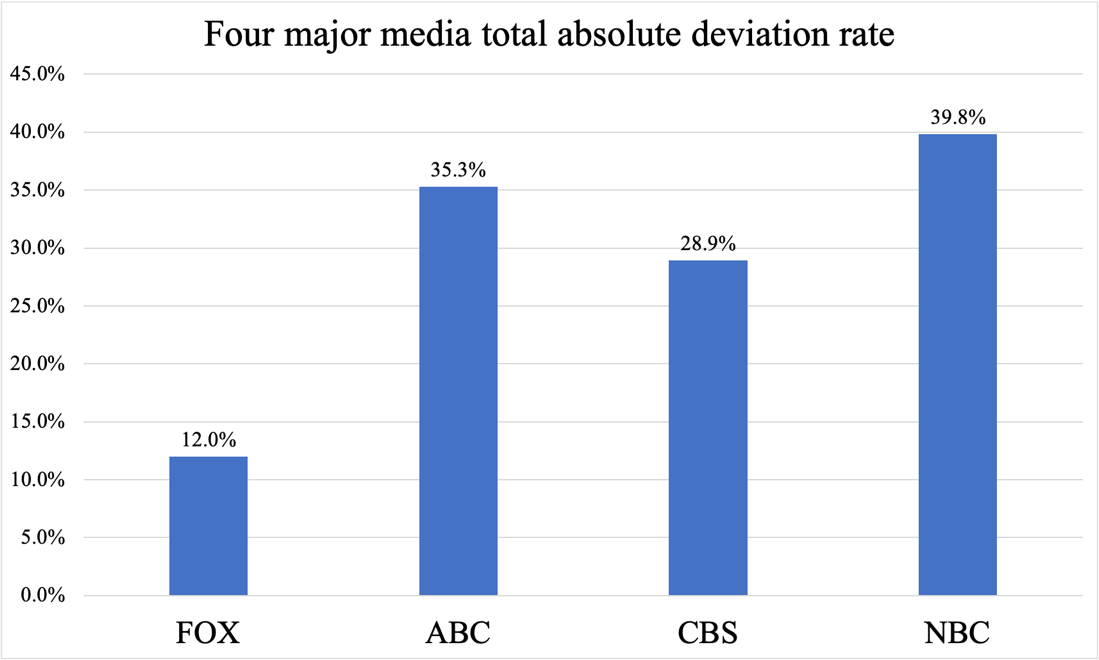 Four major media total absolute deviation rate
45.0%
40.0%
35.0%
30.0%
25.0%
20.0%
15.0%
10.0%
5.0%
0.0%
12.0%
35.3%
28.9%
39.8%
FOX
ABC
CBS
NBC